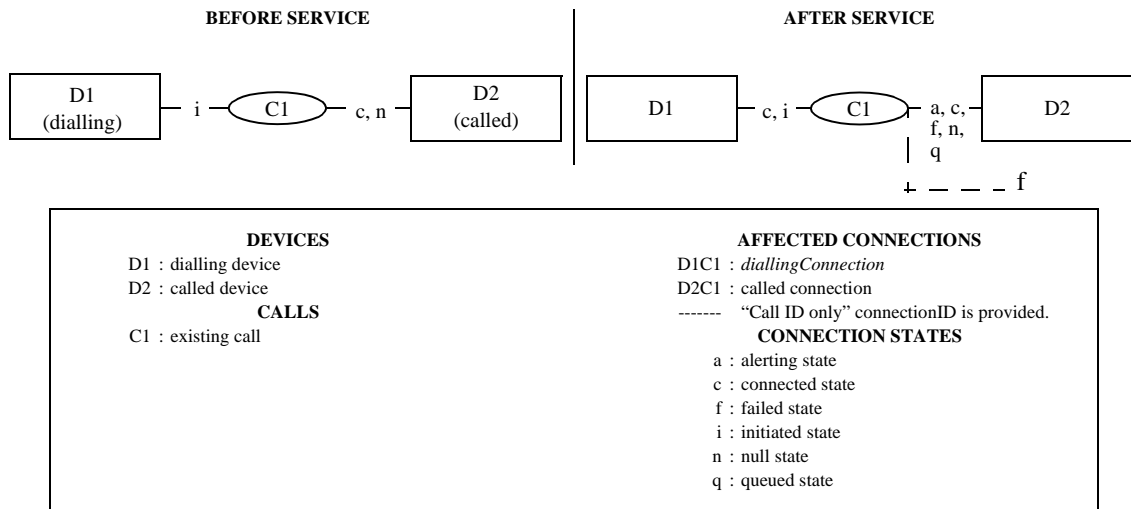 BEFORE SERVICE
AFTER SERVICE
D1
(dialling)
i
C1
c, n
D2
(called)
D1
c, i
C1
a, c,
f, n,
q
D2
f
DEVICES
D1 : dialling device
D2 : called device
CALLS
C1 : existing call
AFFECTED CONNECTIONS
D1C1 : diallingConnection
D2C1 : called connection
------- “Call ID only” connectionID is provided.
CONNECTION STATES
a : alerting state
c : connected state
f : failed state
i : initiated state
n : null state
q : queued state